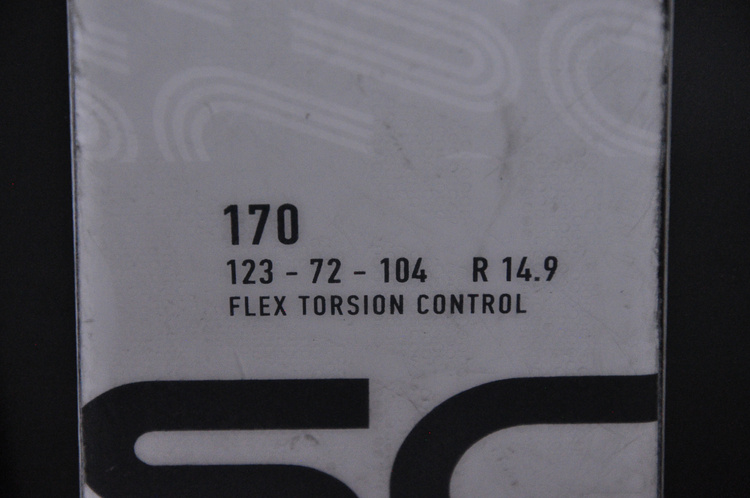 170
123 - 72 - 104 R 14.9
FLEX TORSION CONTROL